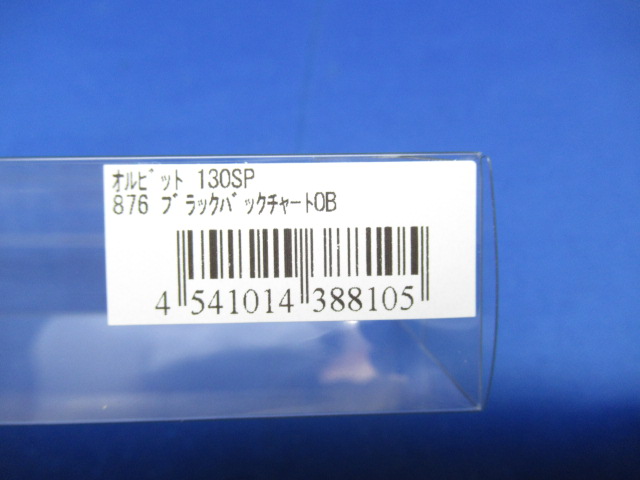 ｵﾙﾋﾞｯﾄ 130SP
876 ﾌﾞﾗｯｸﾊﾞｯｸﾁｬｰﾄOB
4 541014 388105